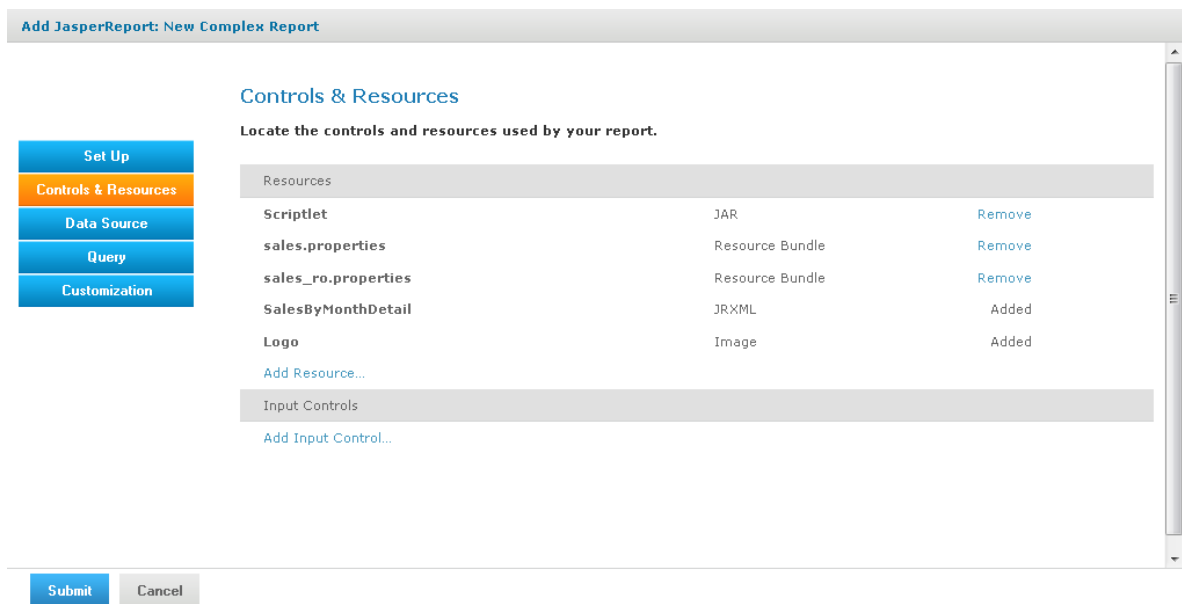 Add JasperReport: New Complex Report
Controls & Resources
Locate the controls and resources used by your report.
Set Up
Controls & Resources
Data Source
Query
Customization
Resources
Scriptlet JAR Remove
sales.properties Resource Bundle Remove
sales_ro.properties Resource Bundle Remove
SalesByMonthDetail JRXML Added
Logo Image Added
Add Resource...
Input Controls
Add Input Control...
Submit Cancel